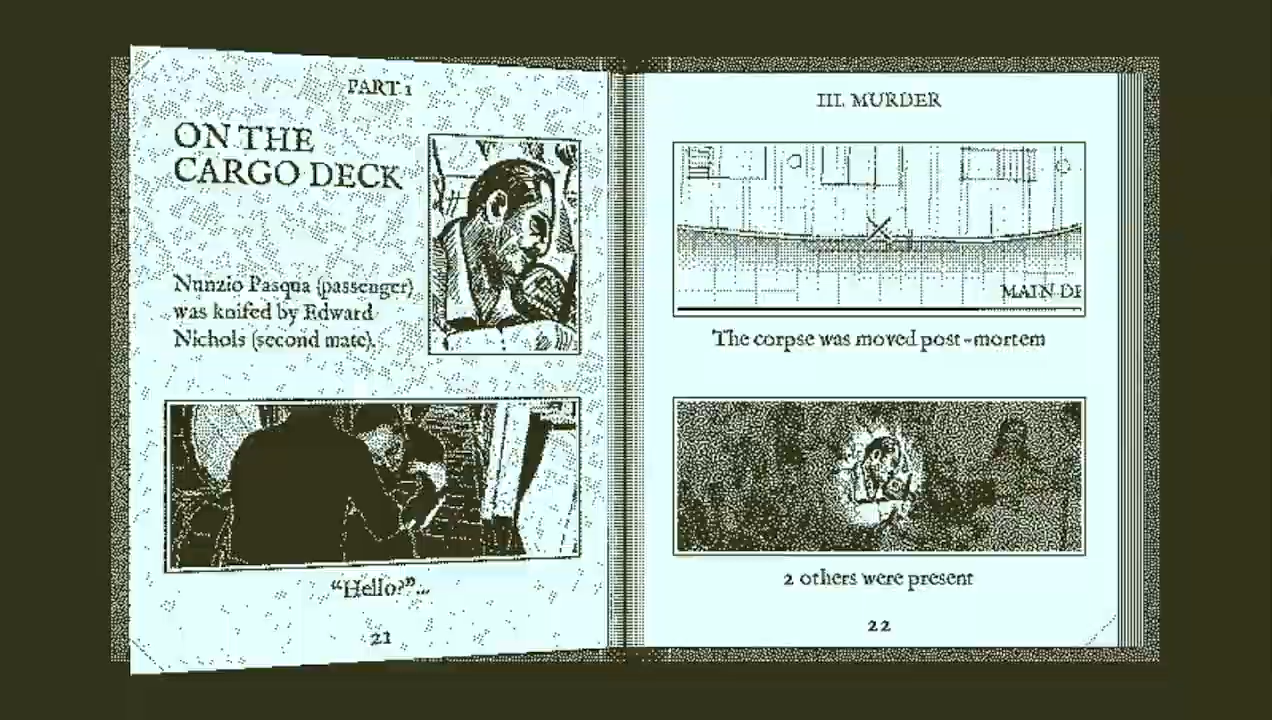 PART 1
ON THE
CARGO DECK
Nunzio Pasqua (passenger)
was knifed by Edward
Nichols (second mate).
"Hello?"...
21
III. MURDER
MAIN DE
The corpse was moved post-mortem
2 others were present
22